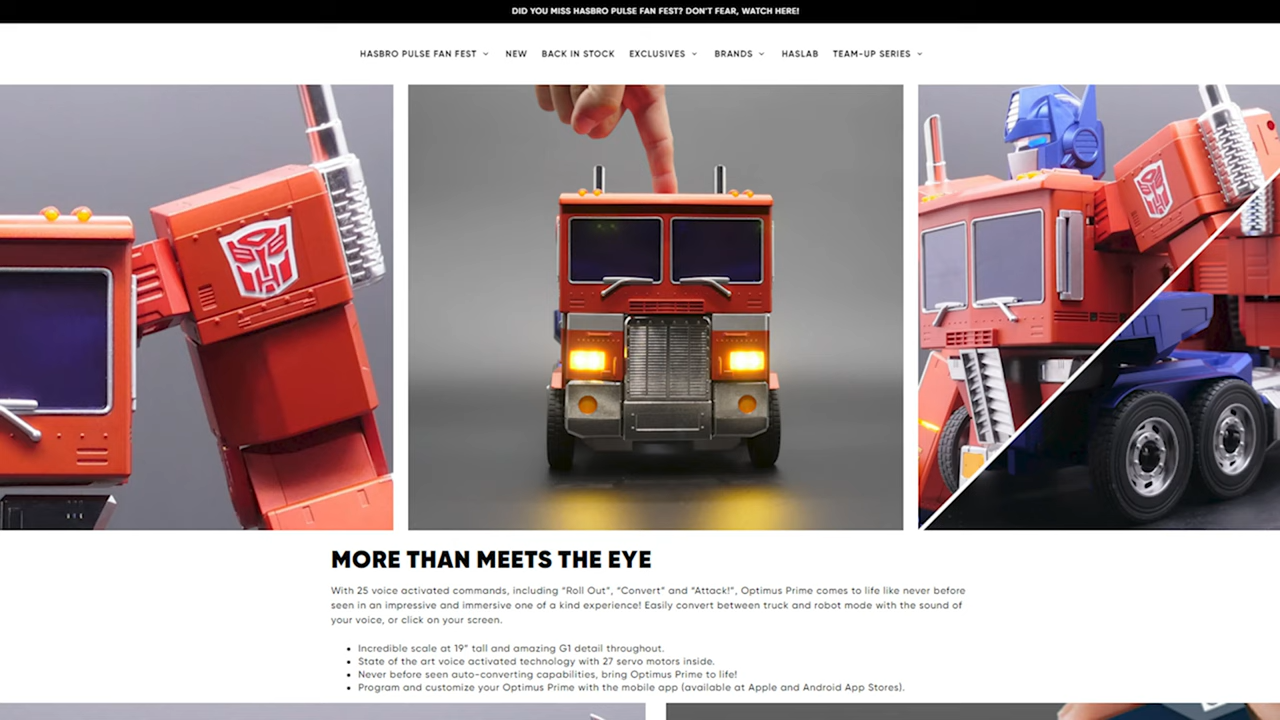 DID YOU MISS HASBRO PULSE FAN FEST? DON'T FEAR, WATCH HERE!
HASBRO PULSE FAN FEST NEW BACK IN STOCK EXCLUSIVES BRANDS HASLAB TEAM-UP SERIES
MORE THAN MEETS THE EYE
With 25 voice activated commands, including “Roll Out”, “Convert” and “Attack!”, Optimus Prime comes to life like never before
seen in an impressive and immersive one of a kind experience! Easily convert between truck and robot mode with the sound of
your voice, or click on your screen.
• Incredible scale at 19” tall and amazing G1 detail throughout.
• State of the art voice activated technology with 27 servo motors inside.
• Never before seen auto-converting capabilities, bring Optimus Prime to life!
• Program and customize your Optimus Prime with the mobile app (available at Apple and Android App Stores).